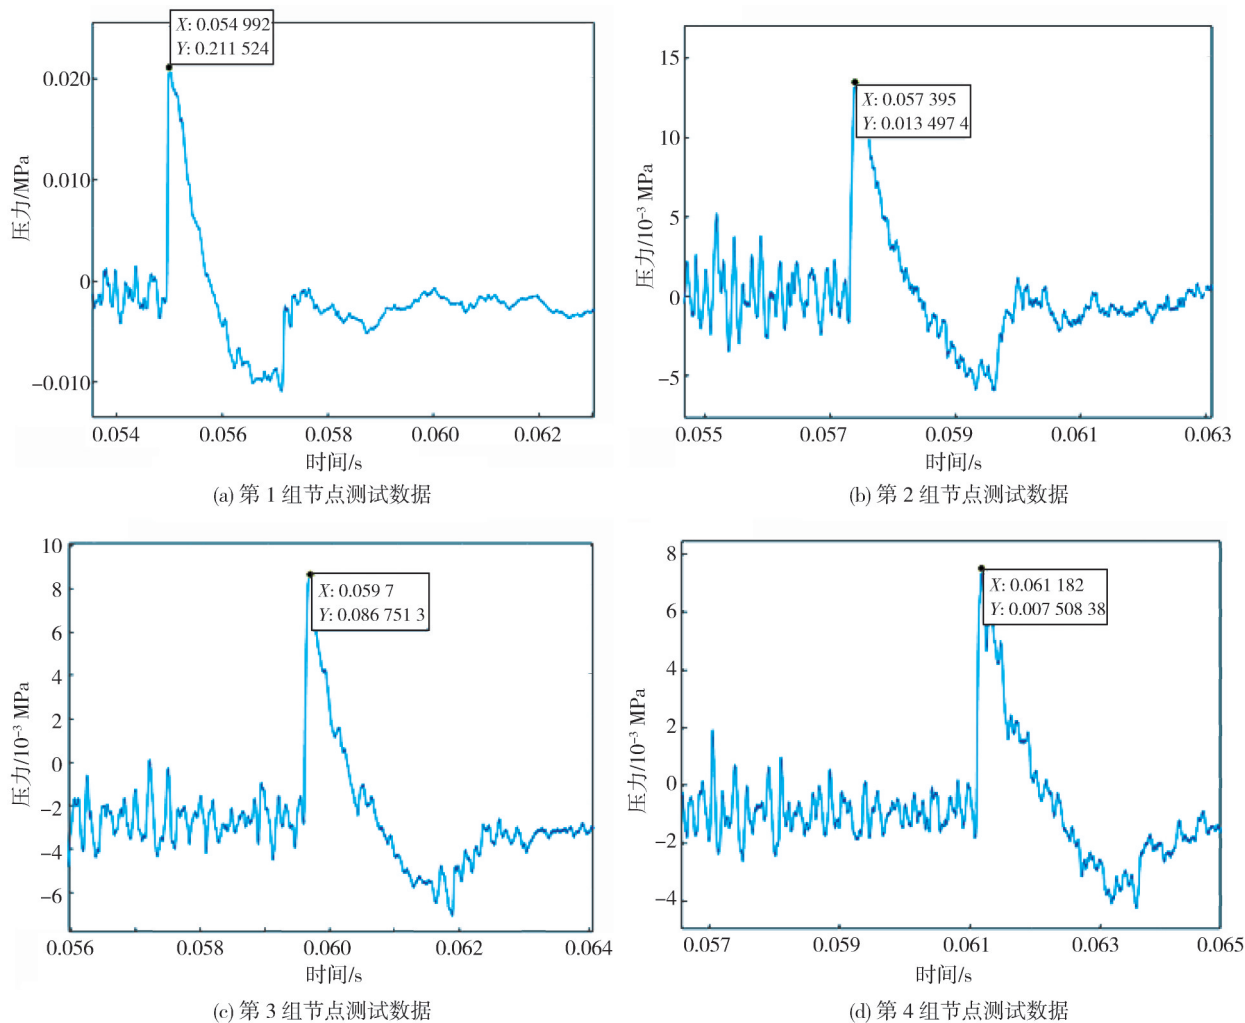 X: 0.054 992
Y: 0.211 524
0.020
0.010
0
-0.010
压力/MPa
0.054 0.056 0.058 0.060 0.062
时间/s
(a) 第 1 组节点测试数据
X: 0.057 395
Y: 0.013 497 4
15
10
5
0
-5
压力/10⁻³ MPa
0.055 0.057 0.059 0.061 0.063
时间/s
(b) 第 2 组节点测试数据
X: 0.059 7
Y: 0.086 751 3
10
8
6
4
2
0
-2
-4
-6
压力/10⁻³ MPa
0.056 0.058 0.060 0.062 0.064
时间/s
(c) 第 3 组节点测试数据
X: 0.061 182
Y: 0.007 508 38
8
6
4
2
0
-2
-4
压力/10⁻³ MPa
0.057 0.059 0.061 0.063 0.065
时间/s
(d) 第 4 组节点测试数据